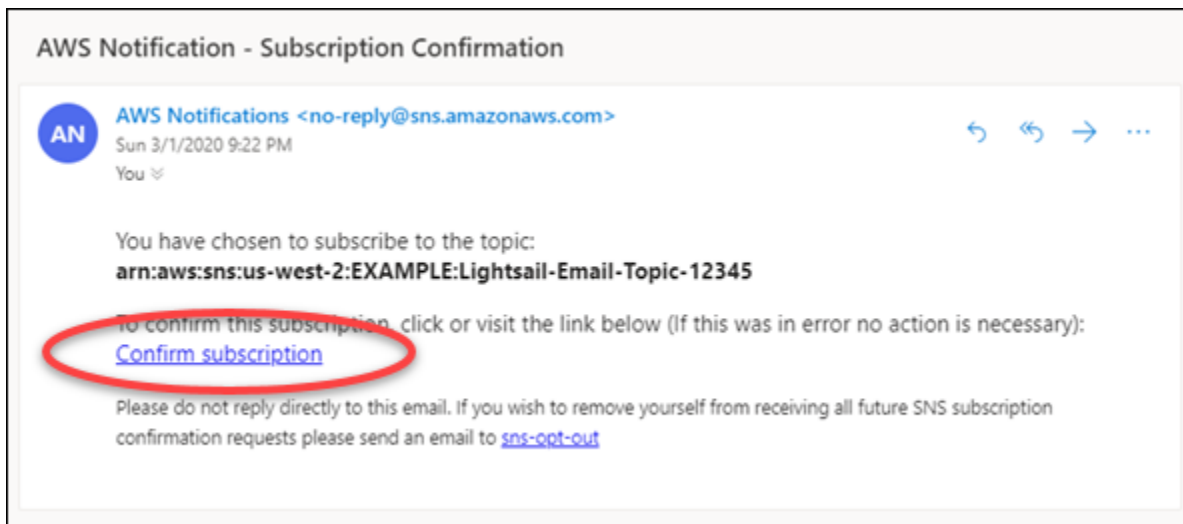 AWS Notification - Subscription Confirmation
AN
AWS Notifications <no-reply@sns.amazonaws.com>
Sun 3/1/2020 9:22 PM
You
You have chosen to subscribe to the topic:
arn:aws:sns:us-west-2:EXAMPLE:Lightsail-Email-Topic-12345
To confirm this subscription, click or visit the link below (If this was in error no action is necessary):
Confirm subscription
Please do not reply directly to this email. If you wish to remove yourself from receiving all future SNS subscription
confirmation requests please send an email to sns-opt-out